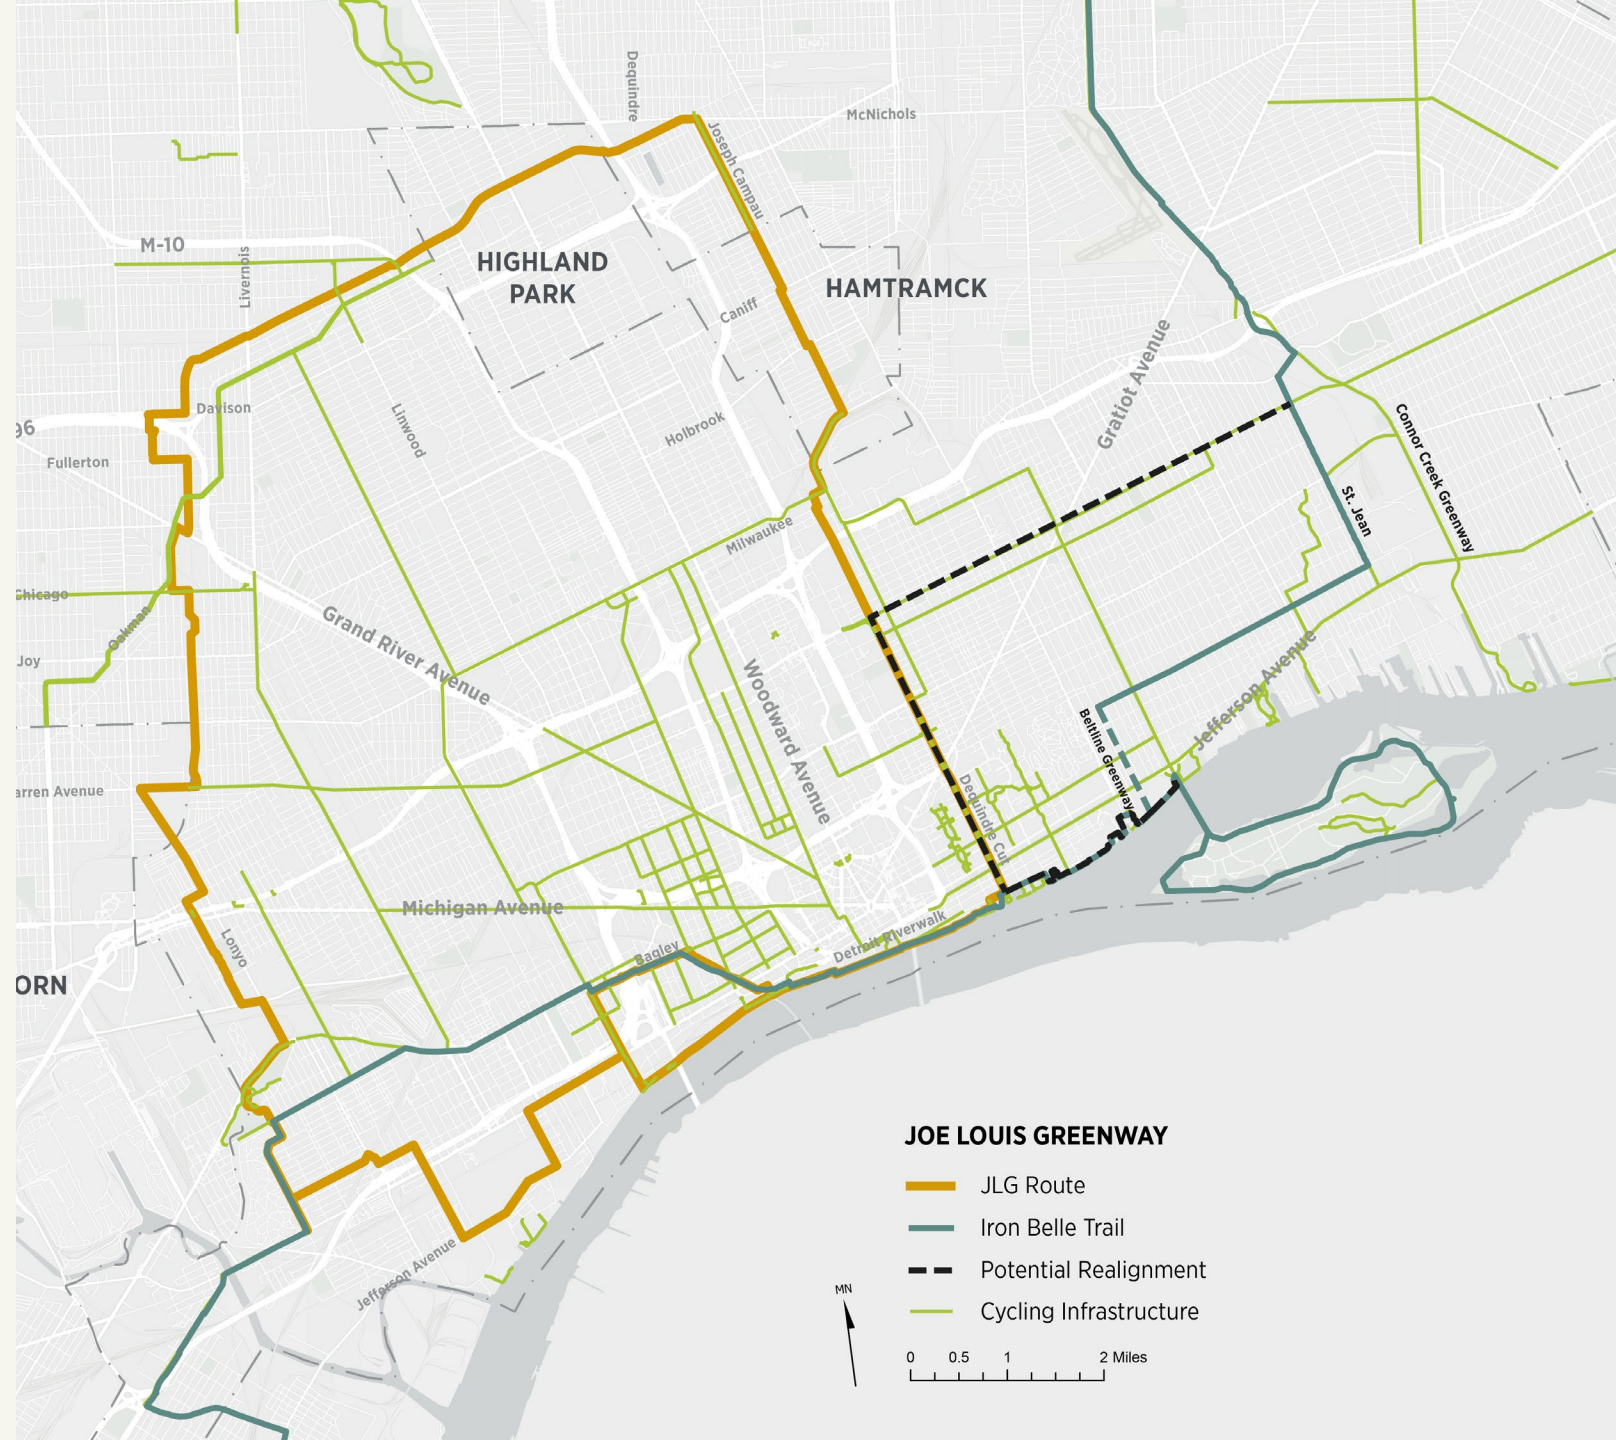 Dequindre
McNichols
Joseph Campau
M-10
Livernois
HIGHLAND
PARK
HAMTRAMCK
Caniff
Gratiot Avenue
Davison
96
Linwood
Holbrook
Connor Creek Greenway
Fullerton
St. Jean
Milwaukee
Chicago
Oakman
Grand River Avenue
Joy
Woodward Avenue
Jefferson Avenue
Beltline Greenway
arren Avenue
Dequindre Cut
Michigan Avenue
Lonyo
Bagley
Detroit Riverwalk
ORN
Jefferson Avenue
JOE LOUIS GREENWAY
JLG Route
Iron Belle Trail
Potential Realignment
Cycling Infrastructure
MN
0 0.5 1 2 Miles